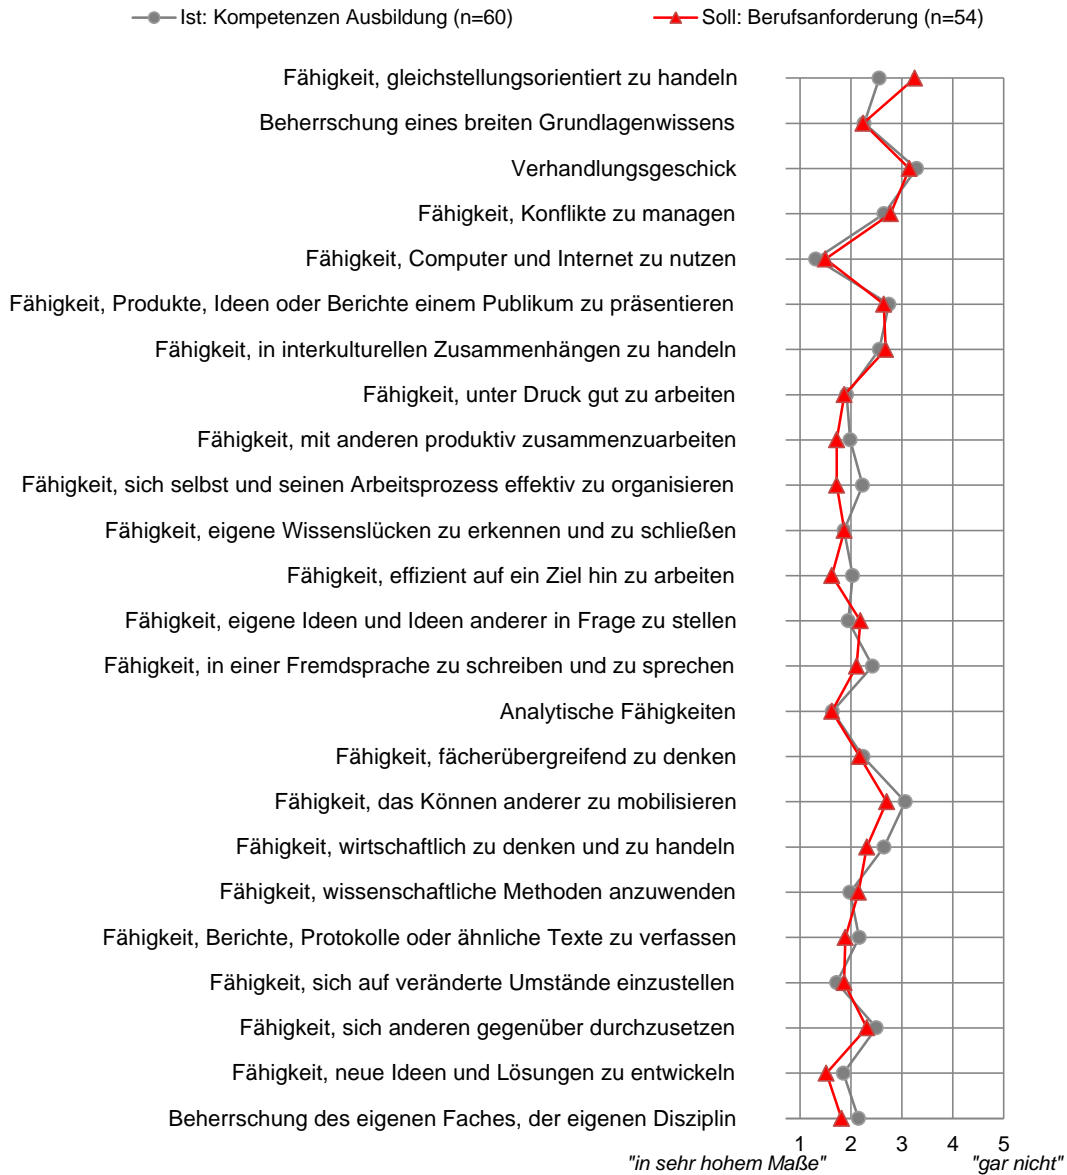 Ist: Kompetenzen Ausbildung (n=60) Soll: Berufsanforderung (n=54)
Fähigkeit, gleichstellungsorientiert zu handeln
Beherrschung eines breiten Grundlagenwissens
Verhandlungsgeschick
Fähigkeit, Konflikte zu managen
Fähigkeit, Computer und Internet zu nutzen
Fähigkeit, Produkte, Ideen oder Berichte einem Publikum zu präsentieren
Fähigkeit, in interkulturellen Zusammenhängen zu handeln
Fähigkeit, unter Druck gut zu arbeiten
Fähigkeit, mit anderen produktiv zusammenzuarbeiten
Fähigkeit, sich selbst und seinen Arbeitsprozess effektiv zu organisieren
Fähigkeit, eigene Wissenslücken zu erkennen und zu schließen
Fähigkeit, effizient auf ein Ziel hin zu arbeiten
Fähigkeit, eigene Ideen und Ideen anderer in Frage zu stellen
Fähigkeit, in einer Fremdsprache zu schreiben und zu sprechen
Analytische Fähigkeiten
Fähigkeit, fächerübergreifend zu denken
Fähigkeit, das Können anderer zu mobilisieren
Fähigkeit, wirtschaftlich zu denken und zu handeln
Fähigkeit, wissenschaftliche Methoden anzuwenden
Fähigkeit, Berichte, Protokolle oder ähnliche Texte zu verfassen
Fähigkeit, sich auf veränderte Umstände einzustellen
Fähigkeit, sich anderen gegenüber durchzusetzen
Fähigkeit, neue Ideen und Lösungen zu entwickeln
Beherrschung des eigenen Faches, der eigenen Disziplin
1 2 3 4 5
"in sehr hohem Maße" "gar nicht"